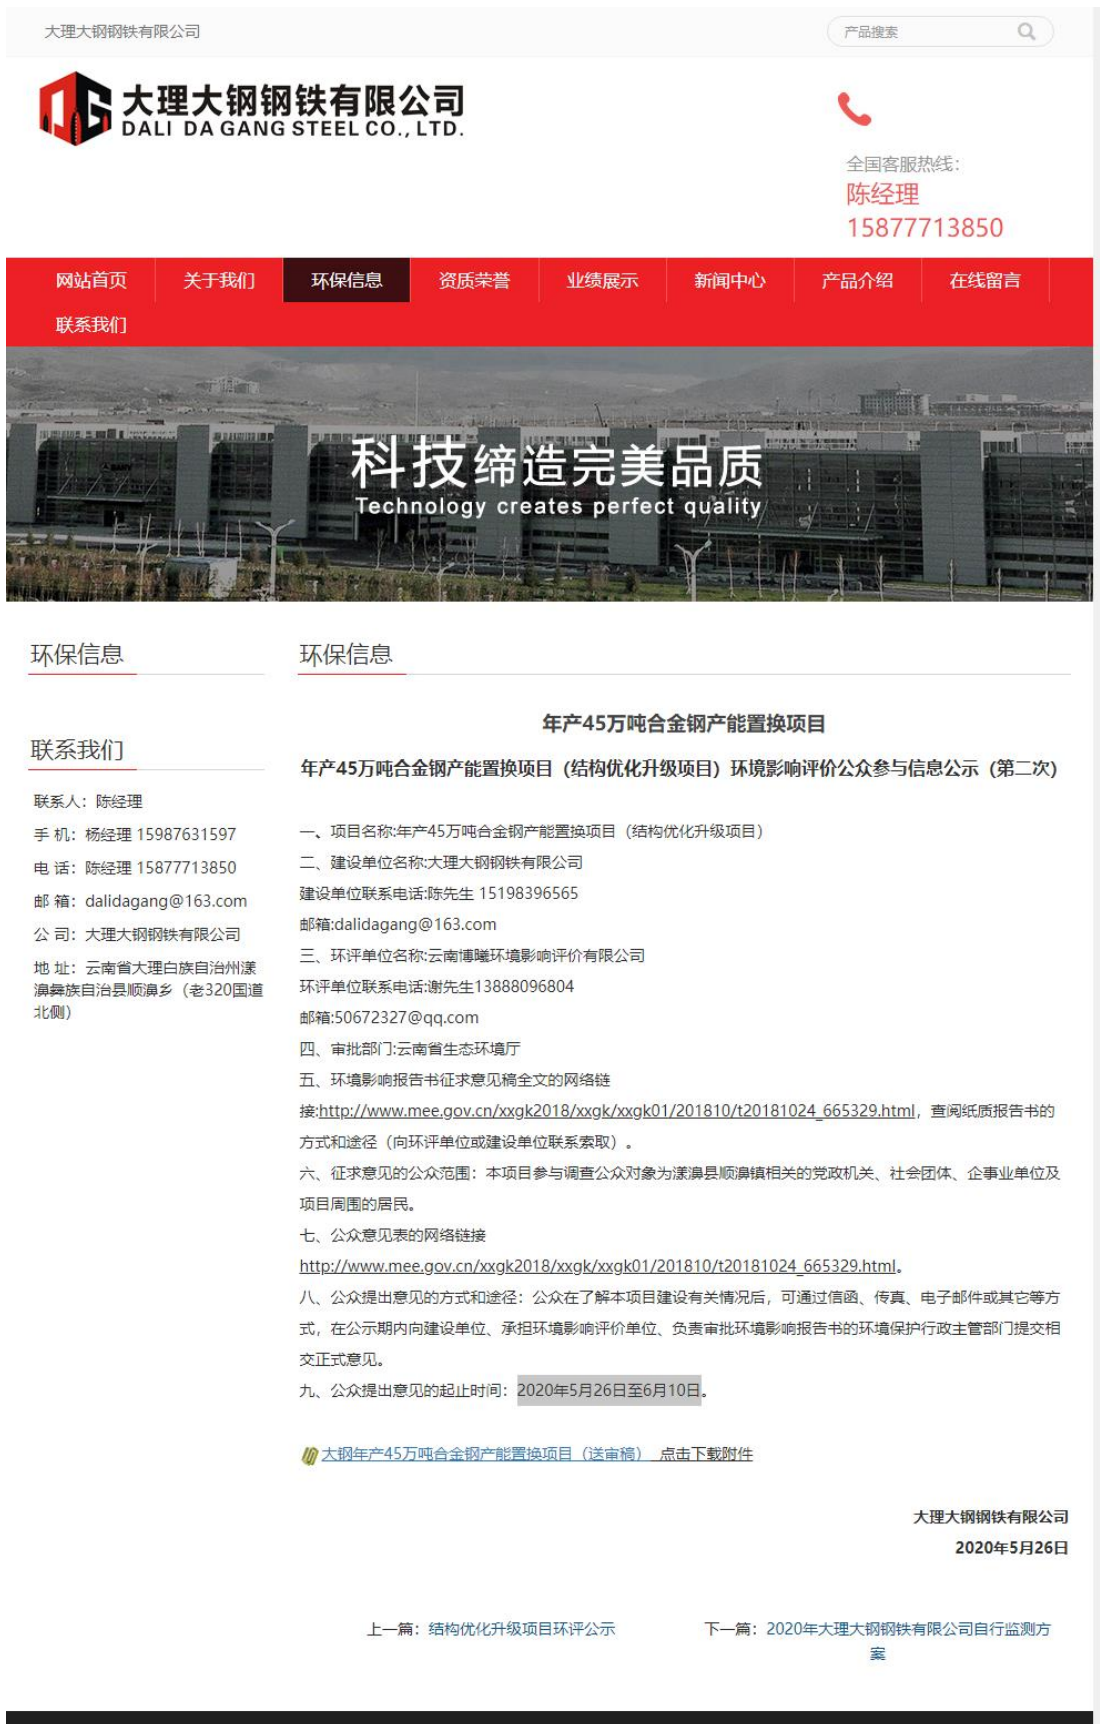 大理大钢钢铁有限公司
产品搜索
大理大钢钢铁有限公司
DALI DA GANG STEEL CO., LTD.
全国客服热线：
陈经理
15877713850
网站首页 关于我们 环保信息 资质荣誉 业绩展示 新闻中心 产品介绍 在线留言
联系我们
科技缔造完美品质
Technology creates perfect quality
环保信息
联系我们
联系人：陈经理
手 机：杨经理 15987631597
电 话：陈经理 15877713850
邮 箱：dalidagang@163.com
公 司：大理大钢钢铁有限公司
地 址：云南省大理白族自治州漾
濞彝族自治县顺濞乡（老320国道
北侧）
环保信息
年产45万吨合金钢产能置换项目
年产45万吨合金钢产能置换项目（结构优化升级项目）环境影响评价公众参与信息公示（第二次）
一、项目名称:年产45万吨合金钢产能置换项目（结构优化升级项目）
二、建设单位名称:大理大钢钢铁有限公司
建设单位联系电话:陈先生 15198396565
邮箱:dalidagang@163.com
三、环评单位名称:云南博曦环境影响评价有限公司
环评单位联系电话:谢先生13888096804
邮箱:50672327@qq.com
四、审批部门:云南省生态环境厅
五、环境影响报告书征求意见稿全文的网络链
接:http://www.mee.gov.cn/xxgk2018/xxgk/xxgk01/201810/t20181024_665329.html，查阅纸质报告书的
方式和途径（向环评单位或建设单位联系索取）。
六、征求意见的公众范围：本项目参与调查公众对象为漾濞县顺濞镇相关的党政机关、社会团体、企事业单位及
项目周围的居民。
七、公众意见表的网络链接
http://www.mee.gov.cn/xxgk2018/xxgk/xxgk01/201810/t20181024_665329.html。
八、公众提出意见的方式和途径：公众在了解本项目建设有关情况后，可通过信函、传真、电子邮件或其它等方
式，在公示期内向建设单位、承担环境影响评价单位、负责审批环境影响报告书的环境保护行政主管部门提交相
交正式意见。
九、公众提出意见的起止时间：2020年5月26日至6月10日。
大钢年产45万吨合金钢产能置换项目（送审稿） 点击下载附件
大理大钢钢铁有限公司
2020年5月26日
上一篇：结构优化升级项目环评公示
下一篇：2020年大理大钢钢铁有限公司自行监测方
案